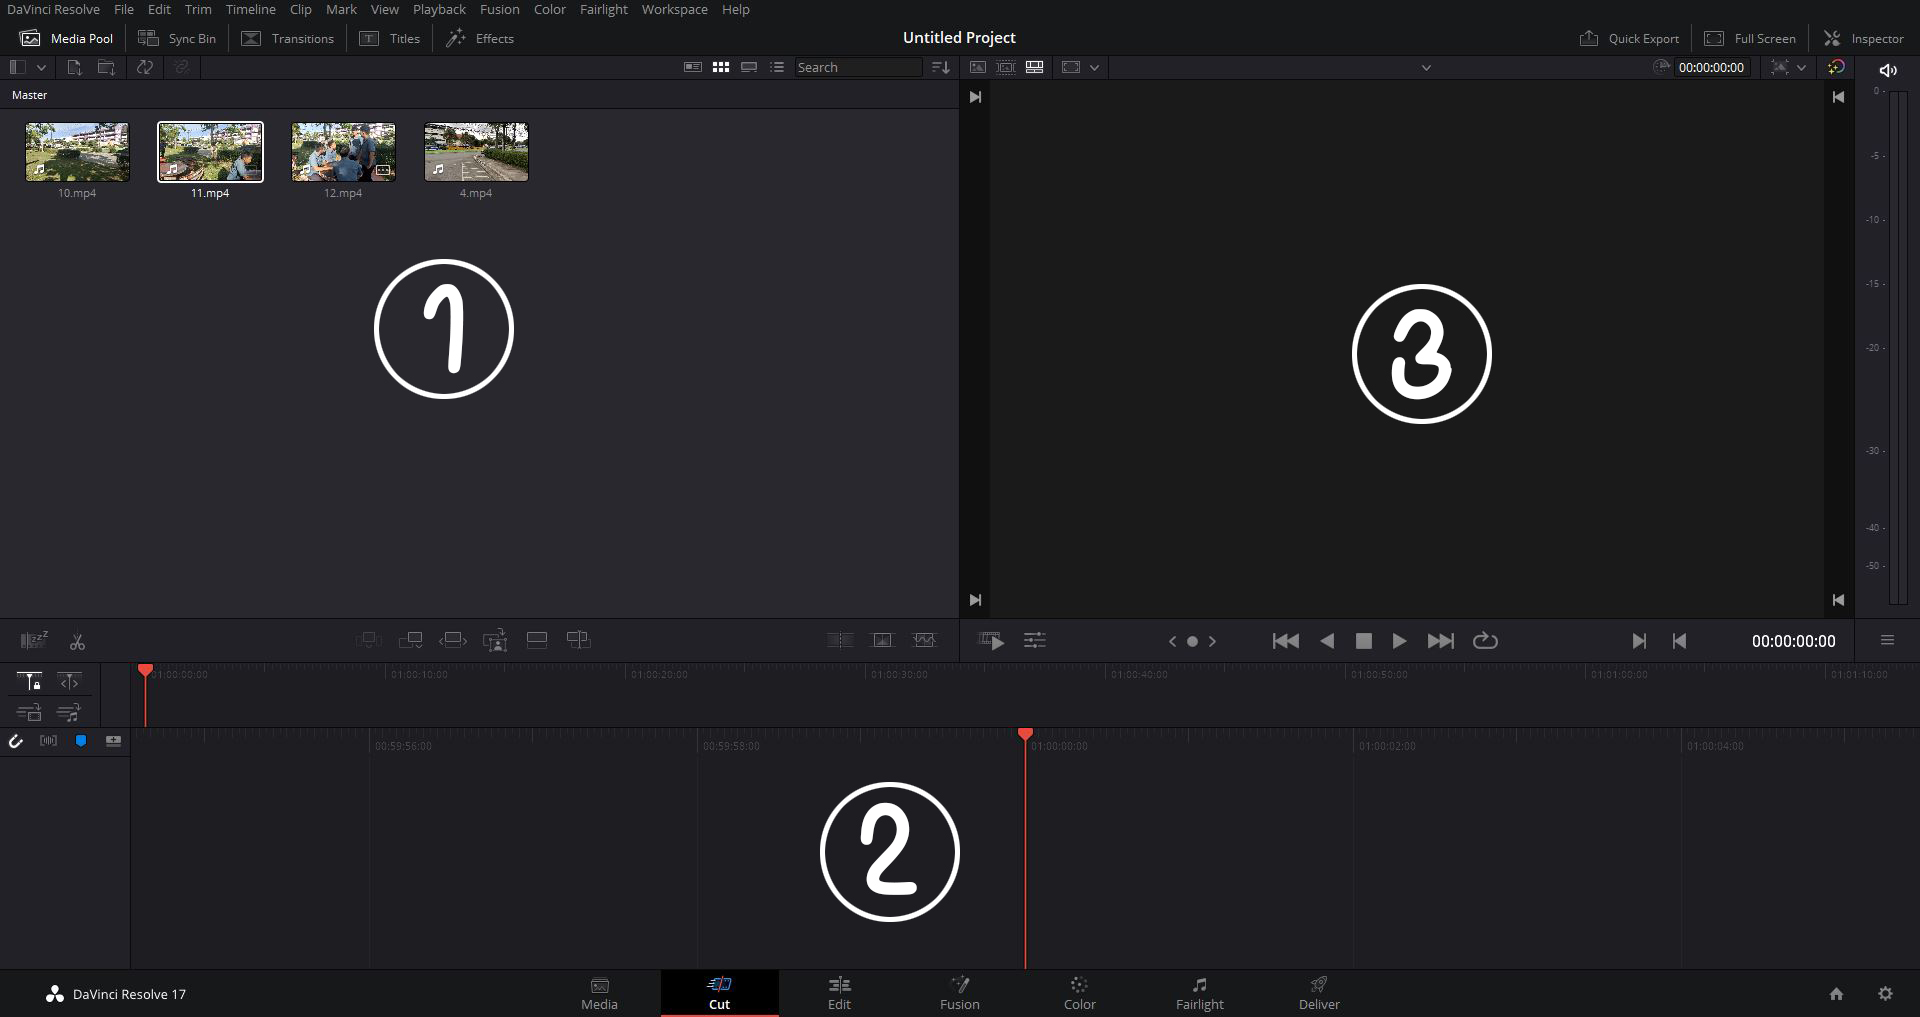 DaVinci Resolve File Edit Trim Timeline Clip Mark View Playback Fusion Color Fairlight Workspace Help
Media Pool Sync Bin Transitions T Titles Effects Untitled Project Quick Export Full Screen Inspector
Search 00:00:00:00
Master
10.mp4 11.mp4 12.mp4 4.mp4
0
-5
-10
-15
-20
-30
-40
-50
1
3
00:00:00:00
01:00:00:00 01:00:10:00 01:00:20:00 01:00:30:00 01:00:40:00 01:00:50:00 01:01:00:00 01:01:10:00
00:59:56:00 00:59:58:00 01:00:00:00 01:00:02:00 01:00:04:00
2
DaVinci Resolve 17 Media Cut Edit Fusion Color Fairlight Deliver